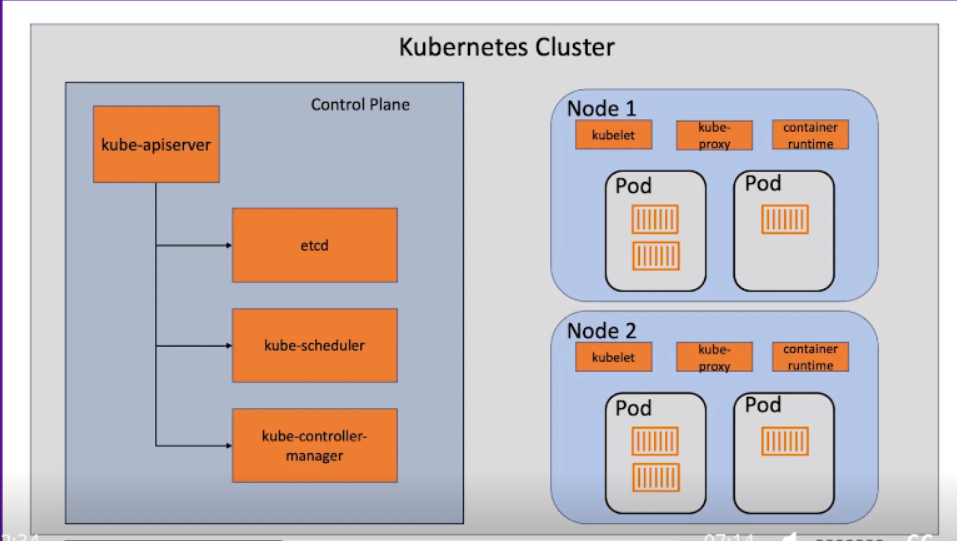 Kubernetes Cluster
Control Plane
kube-apiserver
etcd
kube-scheduler
kube-controller-
manager
Node 1
kubelet
kube-
proxy
container
runtime
Pod
Pod
Node 2
kubelet
kube-
proxy
container
runtime
Pod
Pod
07:14
CC